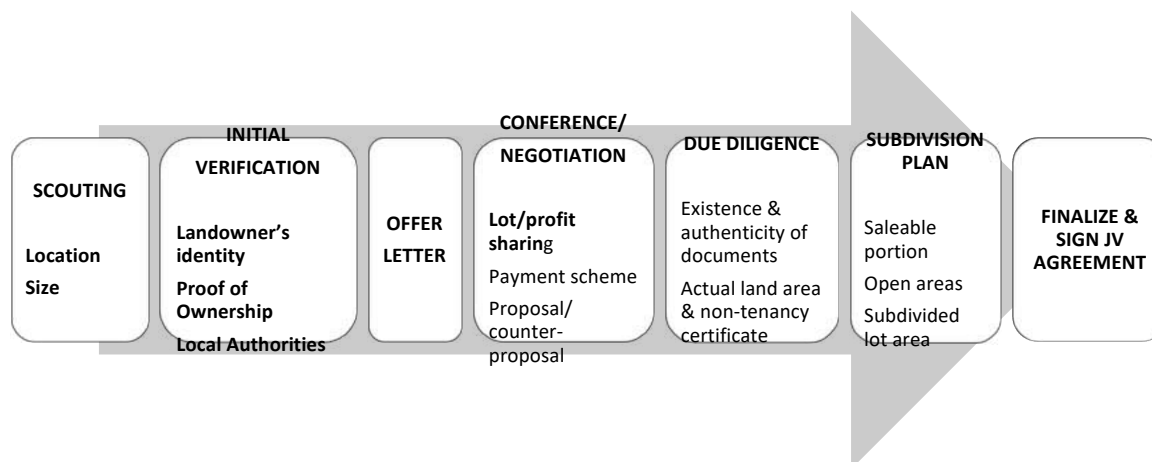 SCOUTING
Location
Size
INITIAL
VERIFICATION
Landowner's
identity
Proof of
Ownership
Local Authorities
OFFER
LETTER
CONFERENCE/
NEGOTIATION
Lot/profit
sharing
Payment scheme
Proposal/
counter-
proposal
DUE DILIGENCE
Existence &
authenticity of
documents
Actual land area
& non-tenancy
certificate
SUBDIVISION
PLAN
Saleable
portion
Open areas
Subdivided
lot area
FINALIZE &
SIGN JV
AGREEMENT